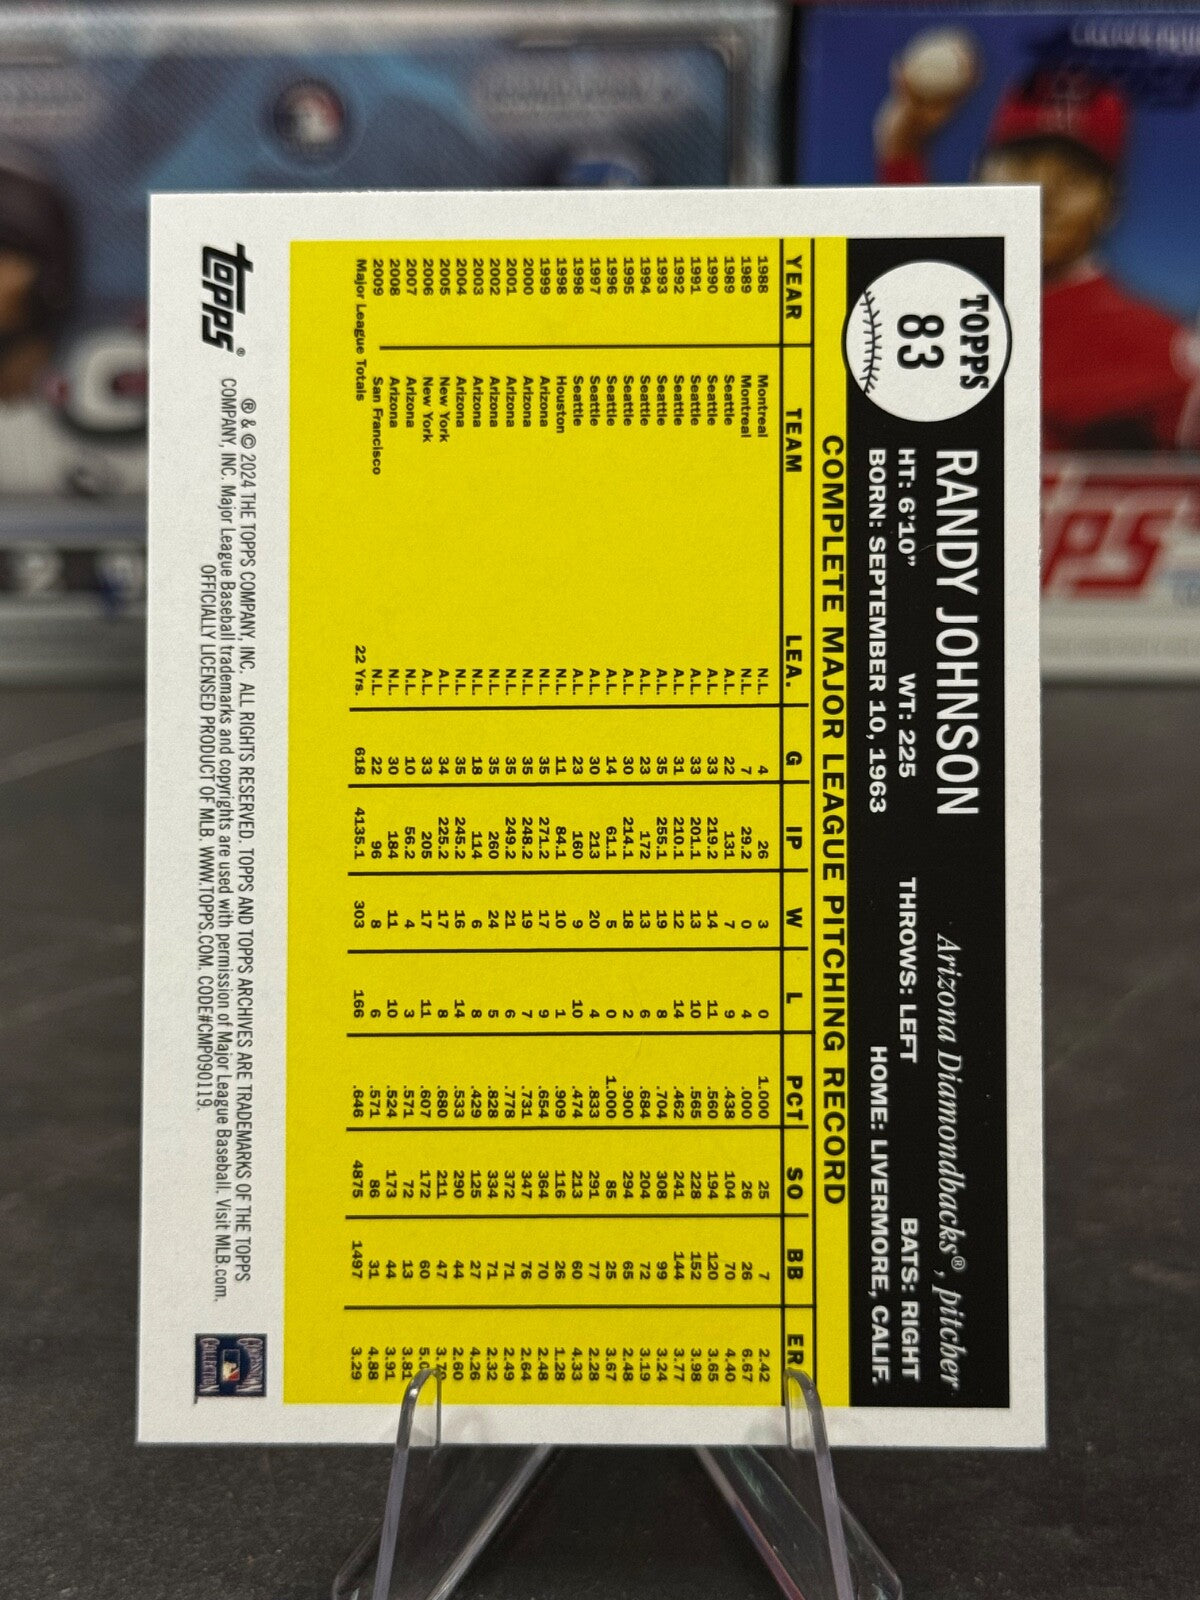 TOPPS
83
RANDY JOHNSON
Arizona Diamondbacks®, pitcher
HT: 6'10" WT: 225 THROWS: LEFT BATS: RIGHT
BORN: SEPTEMBER 10, 1963 HOME: LIVERMORE, CALIF.
COMPLETE MAJOR LEAGUE PITCHING RECORD
YEAR TEAM LEA. G IP W L PCT SO BB ER
1988 Montreal N.L. 4 26 3 0 1.000 25 7 2.42
1989 Montreal N.L. 7 29.2 0 4 .000 26 26 6.67
1989 Seattle A.L. 22 131 7 9 .438 104 70 4.40
1990 Seattle A.L. 33 219.2 14 11 .560 194 120 3.65
1991 Seattle A.L. 33 201.1 13 10 .565 228 152 3.98
1992 Seattle A.L. 31 210.1 12 14 .462 241 144 3.77
1993 Seattle A.L. 35 255.1 19 8 .704 308 99 3.24
1994 Seattle A.L. 23 172 13 6 .684 204 72 3.19
1995 Seattle A.L. 30 214.1 18 2 .900 294 65 2.48
1996 Seattle A.L. 14 61.1 5 0 1.000 85 25 3.67
1997 Seattle A.L. 30 213 20 4 .833 291 77 2.28
1998 Seattle A.L. 23 160 9 10 .474 213 60 4.33
1998 Houston N.L. 11 84.1 10 1 .909 116 26 1.28
1999 Arizona N.L. 35 271.2 17 9 .654 364 70 2.48
2000 Arizona N.L. 35 248.2 19 7 .731 347 76 2.64
2001 Arizona N.L. 35 249.2 21 6 .778 372 71 2.49
2002 Arizona N.L. 35 260 24 5 .828 334 71 2.32
2003 Arizona N.L. 18 114 6 8 .429 125 27 4.26
2004 Arizona N.L. 35 245.2 16 14 .533 290 44 2.60
2005 New York A.L. 34 225.2 17 8 .680 211 47 3.79
2006 New York A.L. 33 205 17 11 .607 172 60 5.0
2007 Arizona N.L. 10 56.2 4 3 .571 72 13 3.81
2008 Arizona N.L. 30 184 11 10 .524 173 44 3.91
2009 San Francisco N.L. 22 96 8 6 .571 86 31 4.88
Major League Totals 22 Yrs. 618 4135.1 303 166 .646 4875 1497 3.29
topps®
® & © 2024 THE TOPPS COMPANY, INC. ALL RIGHTS RESERVED. TOPPS AND TOPPS ARCHIVES ARE TRADEMARKS OF THE TOPPS
COMPANY, INC. Major League Baseball trademarks and copyrights are used with permission of Major League Baseball. Visit MLB.com.
OFFICIALLY LICENSED PRODUCT OF MLB. WWW.TOPPS.COM. CODE#CMP090119.
COOPERSTOWN
COLLECTION